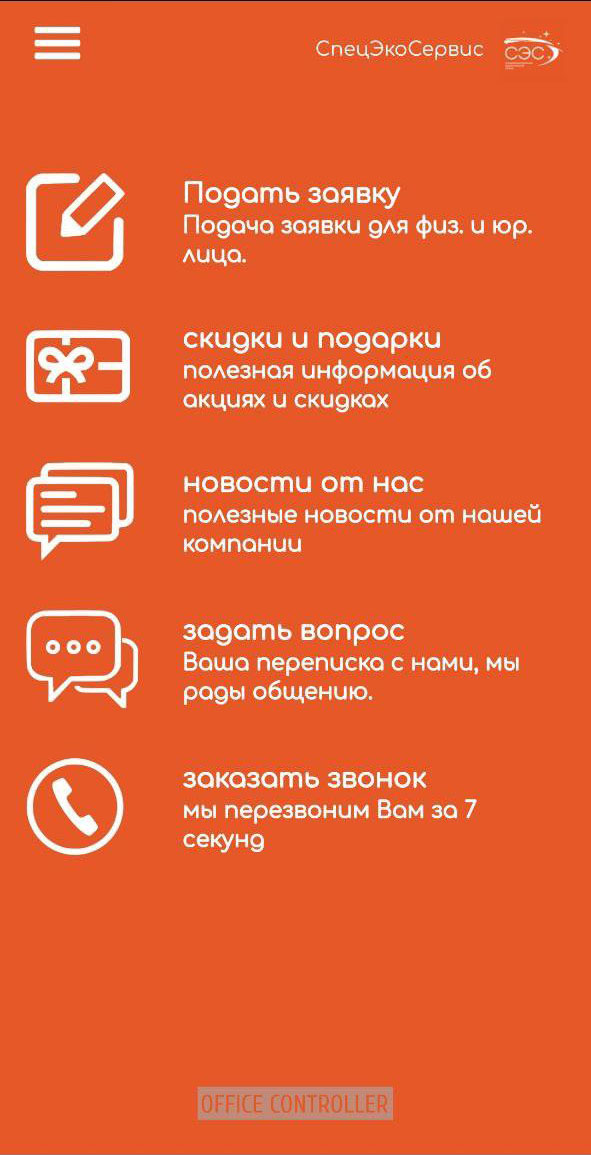 СпецЭкоСервис
СЭС
Подать заявку
Подача заявки для физ. и юр.
лица.
скидки и подарки
полезная информация об
акциях и скидках
новости от нас
полезные новости от нашей
компании
задать вопрос
Ваша переписка с нами, мы
рады общению.
заказать звонок
мы перезвоним Вам за 7
секунд
OFFICE CONTROLLER